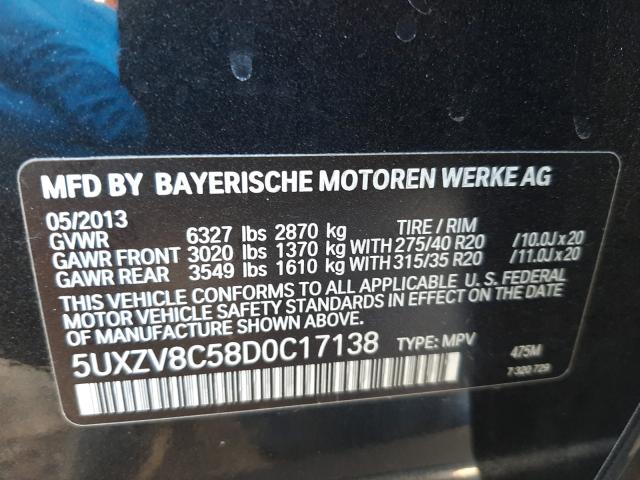 MFD BY BAYERISCHE MOTOREN WERKE AG
05/2013 TIRE / RIM
GVWR 6327 lbs 2870 kg
GAWR FRONT 3020 lbs 1370 kg WITH 275/40 R20 /10.0J x 20
GAWR REAR 3549 lbs 1610 kg WITH 315/35 R20 /11.0J x 20
THIS VEHICLE CONFORMS TO ALL APPLICABLE U. S. FEDERAL
MOTOR VEHICLE SAFETY STANDARDS IN EFFECT ON THE DATE
OF MANUFACTURE SHOWN ABOVE.
5UXZV8C58D0C17138 TYPE: MPV 475M
7 320 729